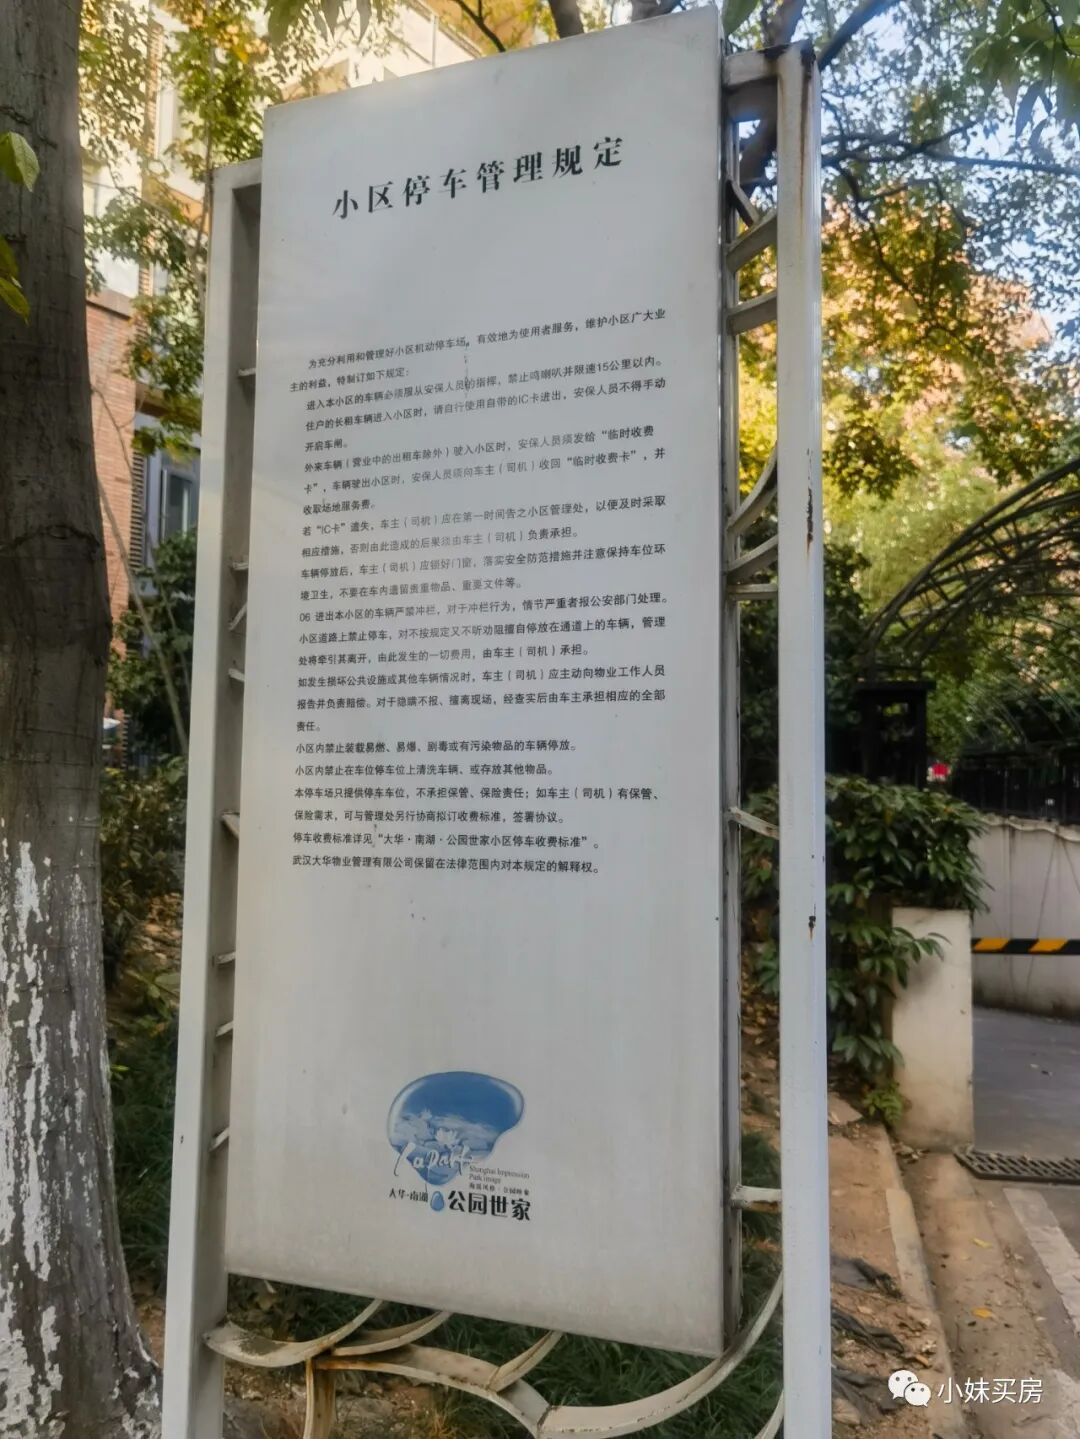 小区停车管理规定
为充分利用和管理好小区机动停车场，有效地为使用者服务，维护小区广大业
主的利益，特制订如下规定：
进入本小区的车辆必须服从安保人员的指挥，禁止鸣喇叭并限速15公里以内。
住户的长租车辆进入小区时，请自行使用自带的IC卡进出，安保人员不得手动
开启车闸。
外来车辆（营业中的出租车除外）驶入小区时，安保人员须发给“临时收费
卡”，车辆驶出小区时，安保人员须向车主（司机）收回“临时收费卡”，并
收取场地服务费。
若“IC卡”遗失、车主（司机）应在第一时间告之小区管理处，以便及时采取
相应措施，否则由此造成的后果须由车主（司机）负责承担。
车辆停放后，车主（司机）应锁好门窗，落实安全防范措施并注意保持车位环
境卫生，不要在车内遗留贵重物品、重要文件等。
06 进出本小区的车辆严禁冲栏，对于冲栏行为，情节严重者报公安部门处理。
小区道路上禁止停车，对不按规定又不听劝阻擅自停放在通道上的车辆，管理
处将牵引其离开，由此发生的一切费用，由车主（司机）承担。
如发生损坏公共设施或其他车辆情况时，车主（司机）应主动向物业工作人员
报告并负责赔偿。对于隐瞒不报、擅离现场，经查实后由车主承担相应的全部
责任。
小区内禁止装载易燃、易爆、剧毒或有污染物品的车辆停放。
小区内禁止在车位停车位上清洗车辆、或存放其他物品。
本停车场只提供停车车位，不承担保管、保险责任；如车主（司机）有保管、
保险需求，可与管理处另行协商拟订收费标准，签署协议。
停车收费标准详见“大华·南湖·公园世家小区停车收费标准”。
武汉大华物业管理有限公司保留在法律范围内对本规定的解释权。
Shanghai Impression
Park image
大华·南湖 公园世家
小妹买房